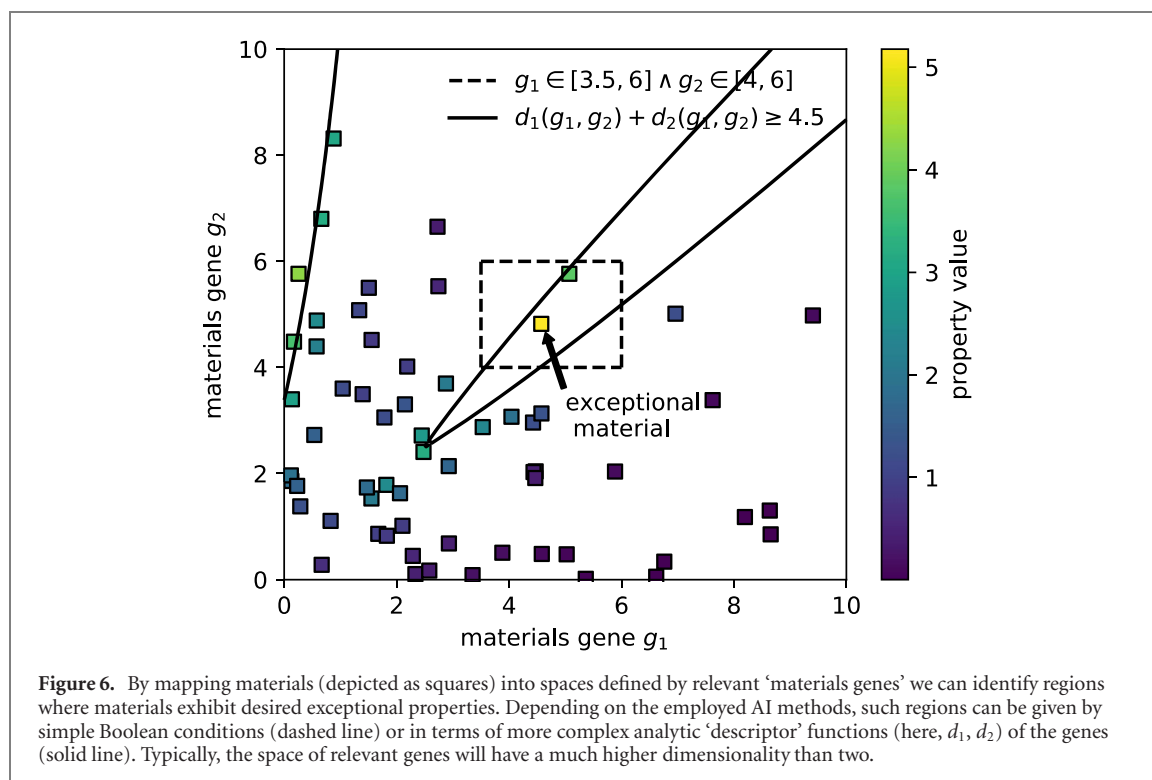 10
8
6
4
2
0
materials gene g₂
g₁ ∈ [3.5, 6] ∧ g₂ ∈ [4, 6]
d₁(g₁, g₂) + d₂(g₁, g₂) ≥ 4.5
exceptional
material
0 2 4 6 8 10
materials gene g₁
5
4
3
2
1
property value
Figure 6. By mapping materials (depicted as squares) into spaces defined by relevant ‘materials genes’ we can identify regions
where materials exhibit desired exceptional properties. Depending on the employed AI methods, such regions can be given by
simple Boolean conditions (dashed line) or in terms of more complex analytic ‘descriptor’ functions (here, d₁, d₂) of the genes
(solid line). Typically, the space of relevant genes will have a much higher dimensionality than two.